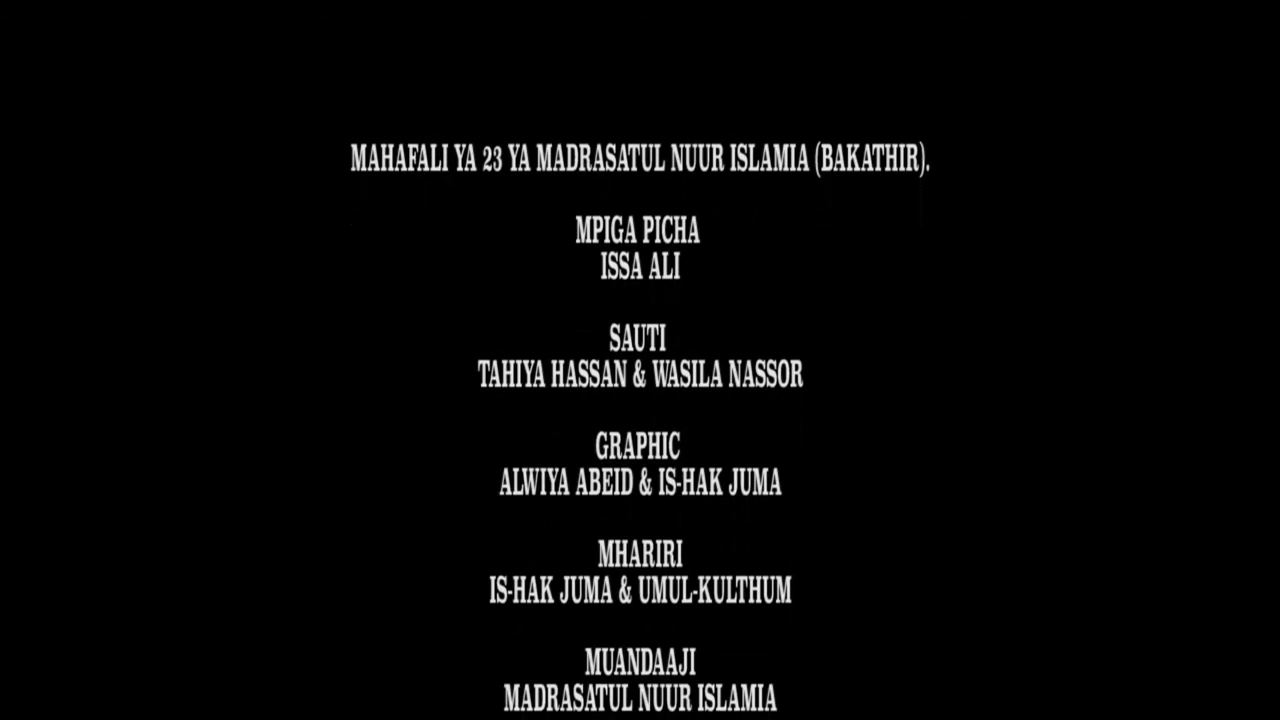 MAHAFALI YA 23 YA MADRASATUL NUUR ISLAMIA (BAKATHIR).
MPIGA PICHA
ISSA ALI
SAUTI
TAHIYA HASSAN & WASILA NASSOR
GRAPHIC
ALWIYA ABEID & IS-HAK JUMA
MHARIRI
IS-HAK JUMA & UMUL-KULTHUM
MUANDAAJI
MADRASATUL NUUR ISLAMIA